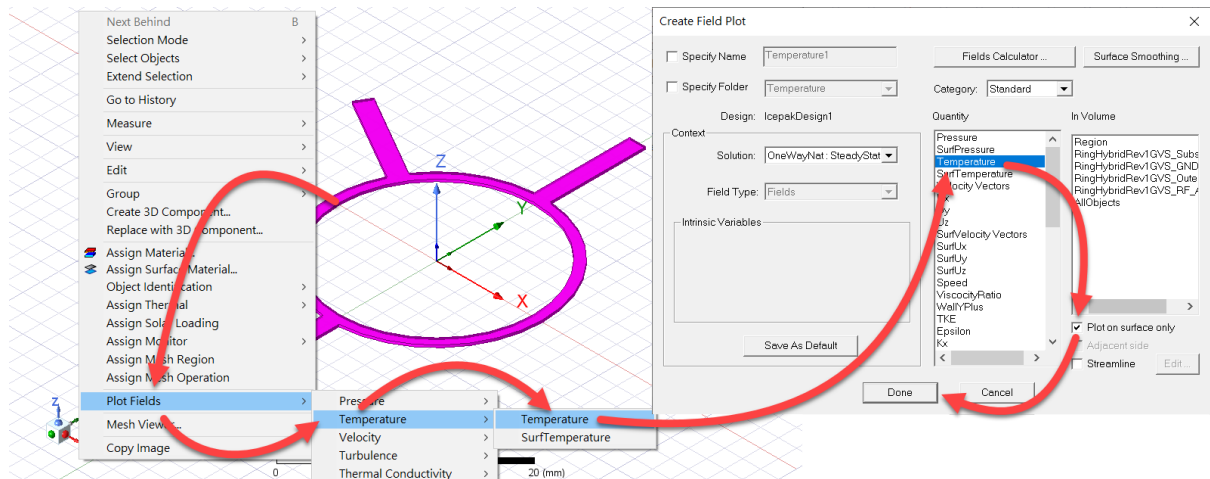 Next Behind B
Selection Mode >
Select Objects >
Extend Selection >
Go to History
Measure >
View >
Edit >
Group >
Create 3D Component...
Replace with 3D Component...
Assign Material...
Assign Surface Material...
Object Identification >
Assign Thermal >
Assign Solar Loading
Assign Monitor >
Assign Mesh Region
Assign Mesh Operation
Plot Fields >
Mesh Viewer...
Copy Image
Pressure >
Temperature >
Velocity >
Turbulence >
Thermal Conductivity >
Temperature
SurfTemperature
Z
Y
X
Z
0
20 (mm)
Create Field Plot
Specify Name Temperature1
Specify Folder Temperature
Design: IcepakDesign1
Context
Solution: OneWayNat : SteadyStat
Field Type: Fields
Intrinsic Variables
Save As Default
Fields Calculator ...
Surface Smoothing ...
Category: Standard
Quantity
Pressure
SurfPressure
Temperature
SurfTemperature
Velocity Vectors
Ux
Uy
Uz
SurfVelocity Vectors
SurfUx
SurfUy
SurfUz
Speed
ViscocityRatio
WallYPlus
TKE
Epsilon
Kx
In Volume
Region
RingHybridRev1GVS_Subs
RingHybridRev1GVS_GND
RingHybridRev1GVS_Oute
RingHybridRev1GVS_RF_A
AllObjects
Plot on surface only
Adjacent side
Streamline Edit ...
Done
Cancel